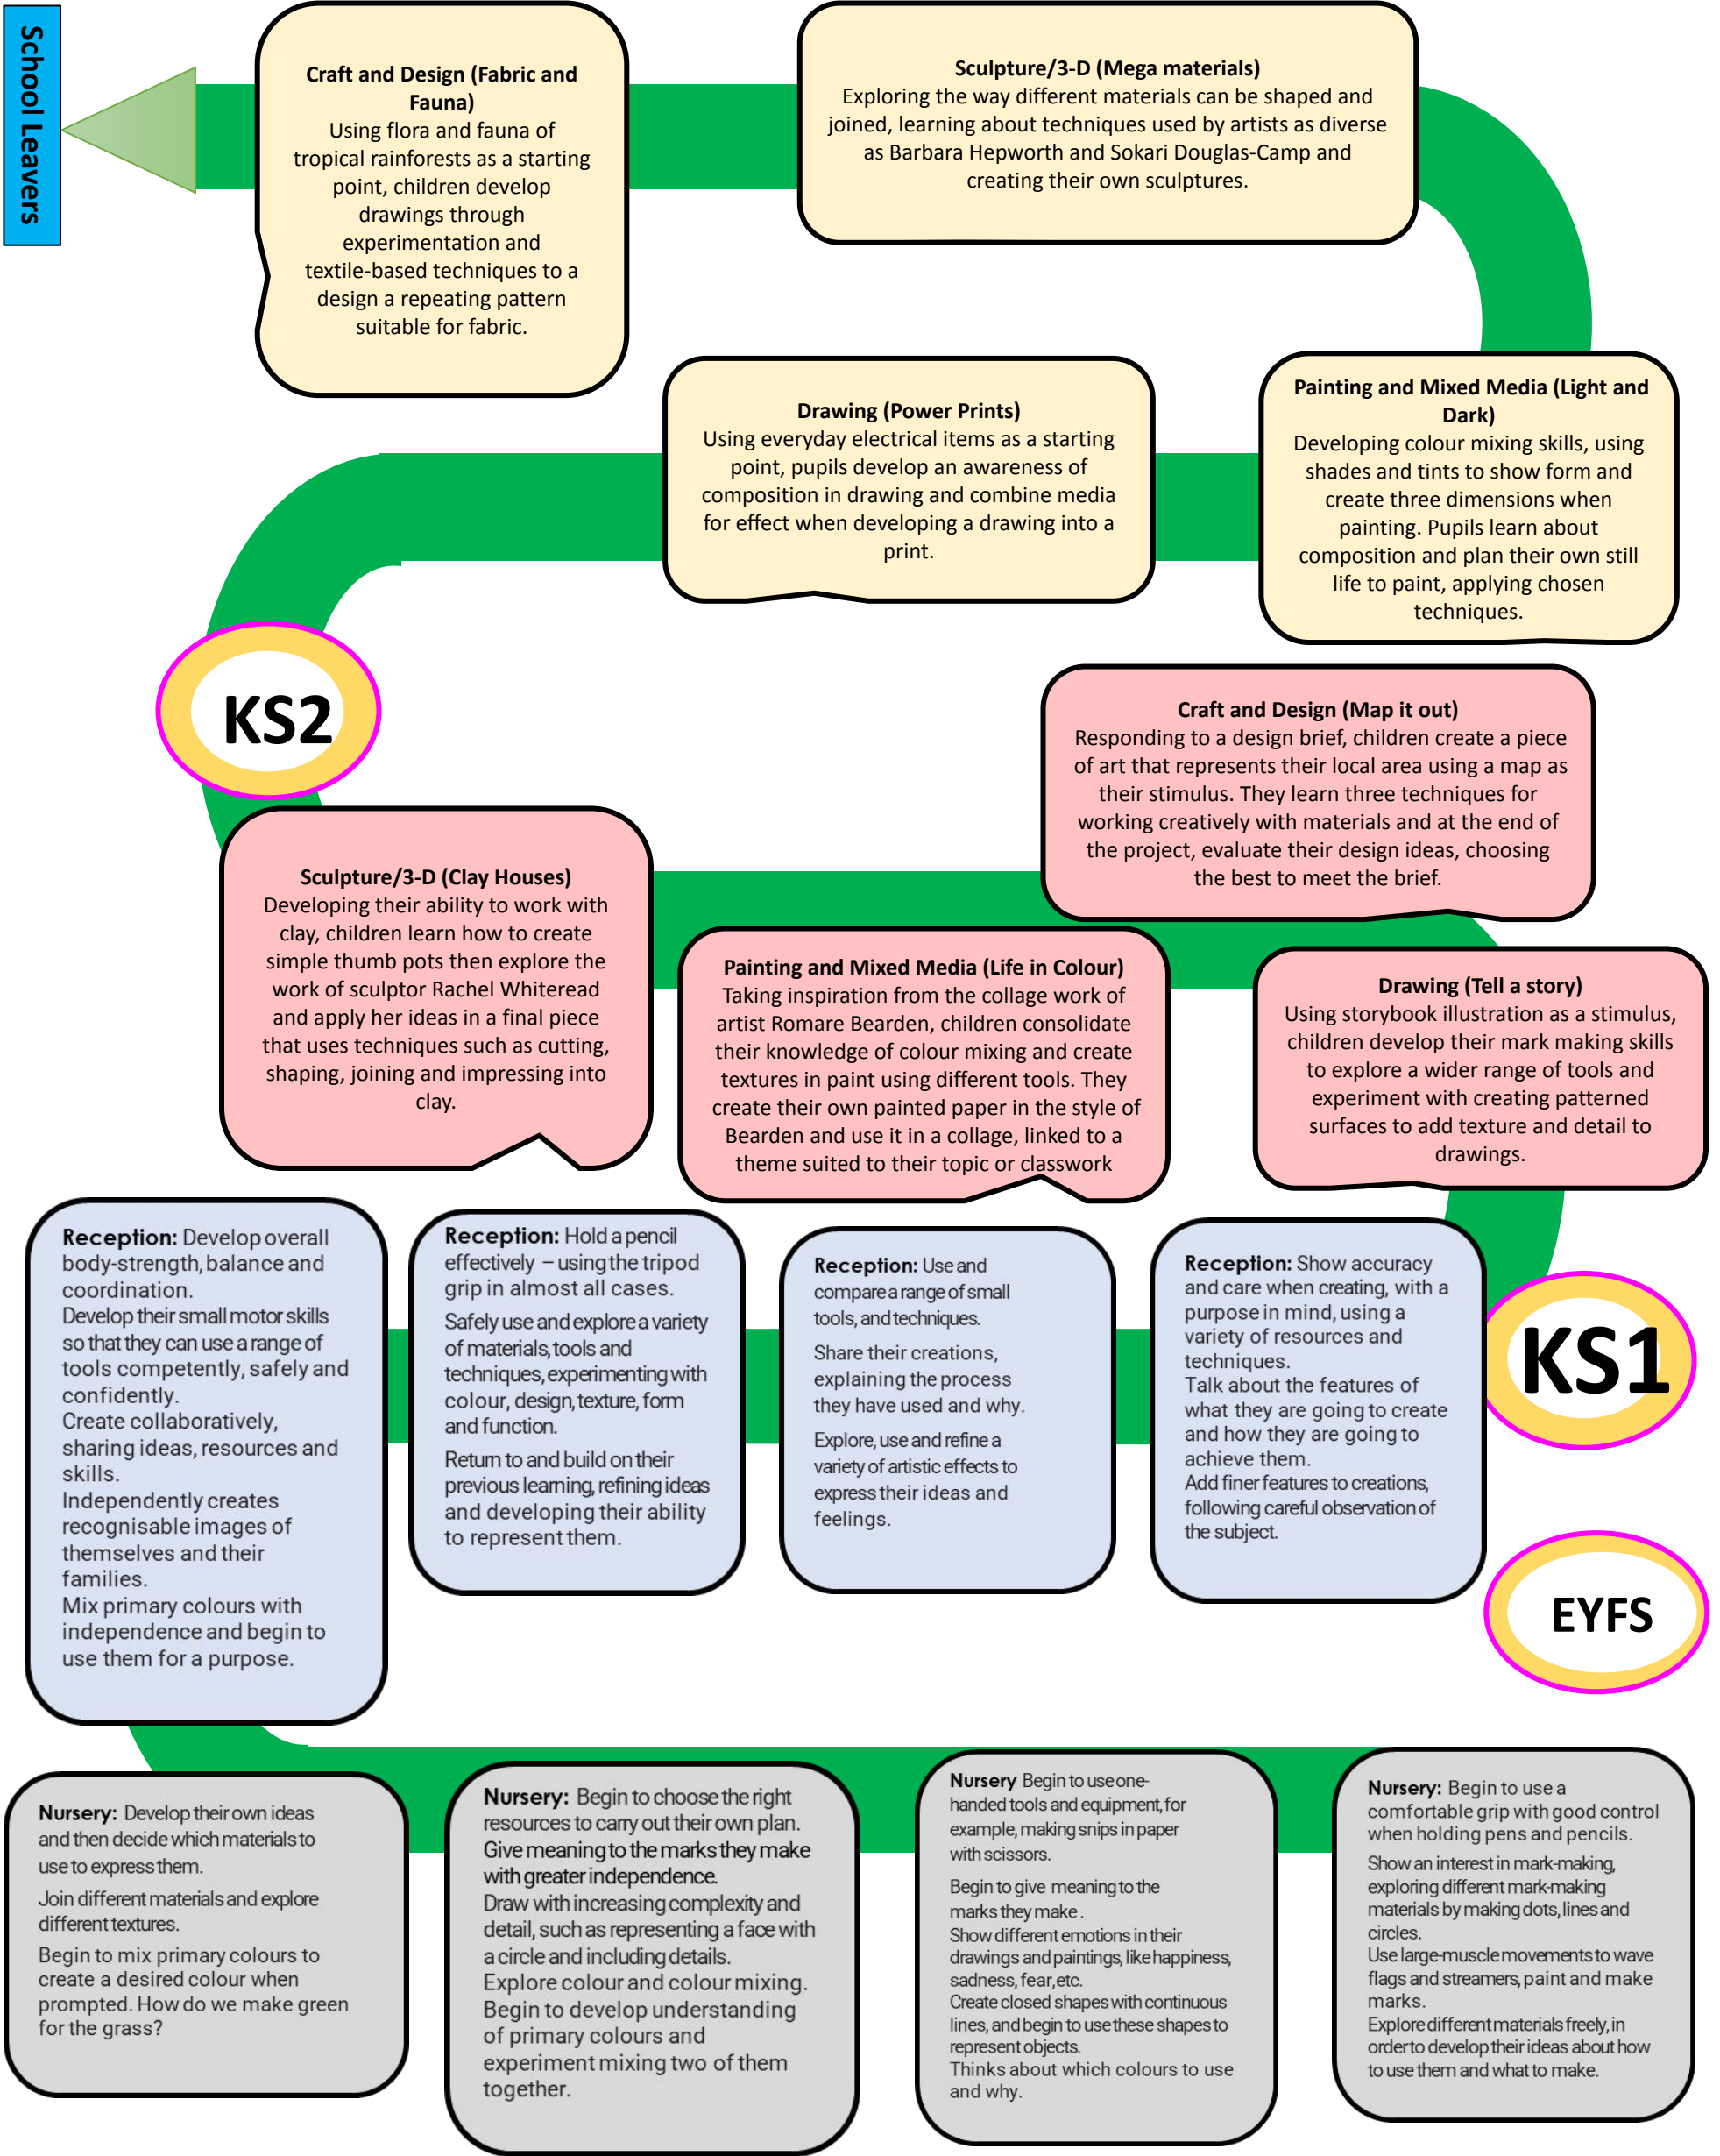 School Leavers
Craft and Design (Fabric and
Fauna)
Using flora and fauna of
tropical rainforests as a starting
point, children develop
drawings through
experimentation and
textile-based techniques to a
design a repeating pattern
suitable for fabric.
Sculpture/3-D (Mega materials)
Exploring the way different materials can be shaped and
joined, learning about techniques used by artists as diverse
as Barbara Hepworth and Sokari Douglas-Camp and
creating their own sculptures.
Drawing (Power Prints)
Using everyday electrical items as a starting
point, pupils develop an awareness of
composition in drawing and combine media
for effect when developing a drawing into a
print.
Painting and Mixed Media (Light and
Dark)
Developing colour mixing skills, using
shades and tints to show form and
create three dimensions when
painting. Pupils learn about
composition and plan their own still
life to paint, applying chosen
techniques.
KS2
Craft and Design (Map it out)
Responding to a design brief, children create a piece
of art that represents their local area using a map as
their stimulus. They learn three techniques for
working creatively with materials and at the end of
the project, evaluate their design ideas, choosing
the best to meet the brief.
Sculpture/3-D (Clay Houses)
Developing their ability to work with
clay, children learn how to create
simple thumb pots then explore the
work of sculptor Rachel Whiteread
and apply her ideas in a final piece
that uses techniques such as cutting,
shaping, joining and impressing into
clay.
Painting and Mixed Media (Life in Colour)
Taking inspiration from the collage work of
artist Romare Bearden, children consolidate
their knowledge of colour mixing and create
textures in paint using different tools. They
create their own painted paper in the style of
Bearden and use it in a collage, linked to a
theme suited to their topic or classwork
Drawing (Tell a story)
Using storybook illustration as a stimulus,
children develop their mark making skills
to explore a wider range of tools and
experiment with creating patterned
surfaces to add texture and detail to
drawings.
Reception: Develop overall
body-strength, balance and
coordination.
Develop their small motor skills
so that they can use a range of
tools competently, safely and
confidently.
Create collaboratively,
sharing ideas, resources and
skills.
Independently creates
recognisable images of
themselves and their
families.
Mix primary colours with
independence and begin to
use them for a purpose.
Reception: Hold a pencil
effectively – using the tripod
grip in almost all cases.
Safely use and explore a variety
of materials, tools and
techniques, experimenting with
colour, design, texture, form
and function.
Return to and build on their
previous learning, refining ideas
and developing their ability
to represent them.
Reception: Use and
compare a range of small
tools, and techniques.
Share their creations,
explaining the process
they have used and why.
Explore, use and refine a
variety of artistic effects to
express their ideas and
feelings.
Reception: Show accuracy
and care when creating, with a
purpose in mind, using a
variety of resources and
techniques.
Talk about the features of
what they are going to create
and how they are going to
achieve them.
Add finer features to creations,
following careful observation of
the subject.
KS1
EYFS
Nursery: Develop their own ideas
and then decide which materials to
use to express them.
Join different materials and explore
different textures.
Begin to mix primary colours to
create a desired colour when
prompted. How do we make green
for the grass?
Nursery: Begin to choose the right
resources to carry out their own plan.
Give meaning to the marks they make
with greater independence.
Draw with increasing complexity and
detail, such as representing a face with
a circle and including details.
Explore colour and colour mixing.
Begin to develop understanding
of primary colours and
experiment mixing two of them
together.
Nursery Begin to use one-
handed tools and equipment, for
example, making snips in paper
with scissors.
Begin to give meaning to the
marks they make .
Show different emotions in their
drawings and paintings, like happiness,
sadness, fear, etc.
Create closed shapes with continuous
lines, and begin to use these shapes to
represent objects.
Thinks about which colours to use
and why.
Nursery: Begin to use a
comfortable grip with good control
when holding pens and pencils.
Show an interest in mark-making,
exploring different mark-making
materials by making dots, lines and
circles.
Use large-muscle movements to wave
flags and streamers, paint and make
marks.
Explore different materials freely, in
order to develop their ideas about how
to use them and what to make.